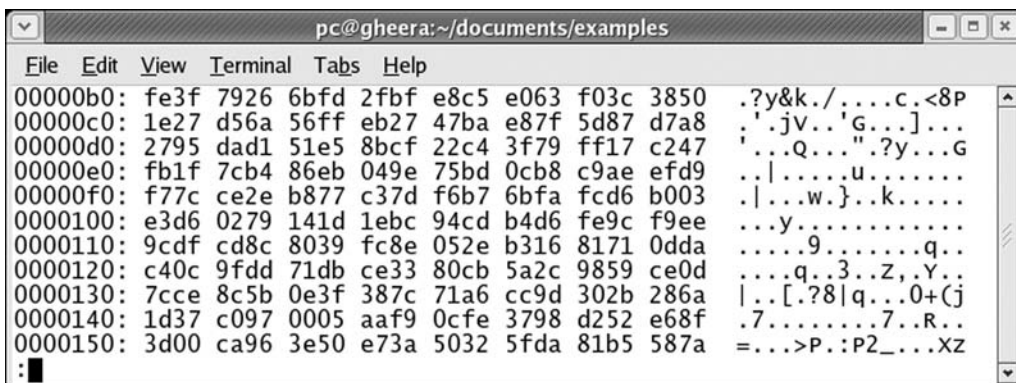 pc@gheera:~/documents/examples
File Edit View Terminal Tabs Help
00000b0: fe3f 7926 6bfd 2fbf e8c5 e063 f03c 3850 .?y&k./....c.<8P
00000c0: 1e27 d56a 56ff eb27 47ba e87f 5d87 d7a8 .'.jV..'G...]...
00000d0: 2795 dad1 51e5 8bcf 22c4 3f79 ff17 c247 '...Q...".?y...G
00000e0: fb1f 7cb4 86eb 049e 75bd 0cb8 c9ae efd9 ..|.....u.......
00000f0: f77c ce2e b877 c37d f6b7 6bfa fcd6 b003 .|...w.}..k.....
0000100: e3d6 0279 141d 1ebc 94cd b4d6 fe9c f9ee ...y............
0000110: 9cdf cd8c 8039 fc8e 052e b316 8171 0dda .....9.......q..
0000120: c40c 9fdd 71db ce33 80cb 5a2c 9859 ce0d ....q..3..Z,.Y..
0000130: 7cce 8c5b 0e3f 387c 71a6 cc9d 302b 286a |..[.?8|q...0+(j
0000140: 1d37 c097 0005 aaf9 0cfe 3798 d252 e68f .7........7..R..
0000150: 3d00 ca96 3e50 e73a 5032 5fda 81b5 587a =...>P.:P2_...Xz
: